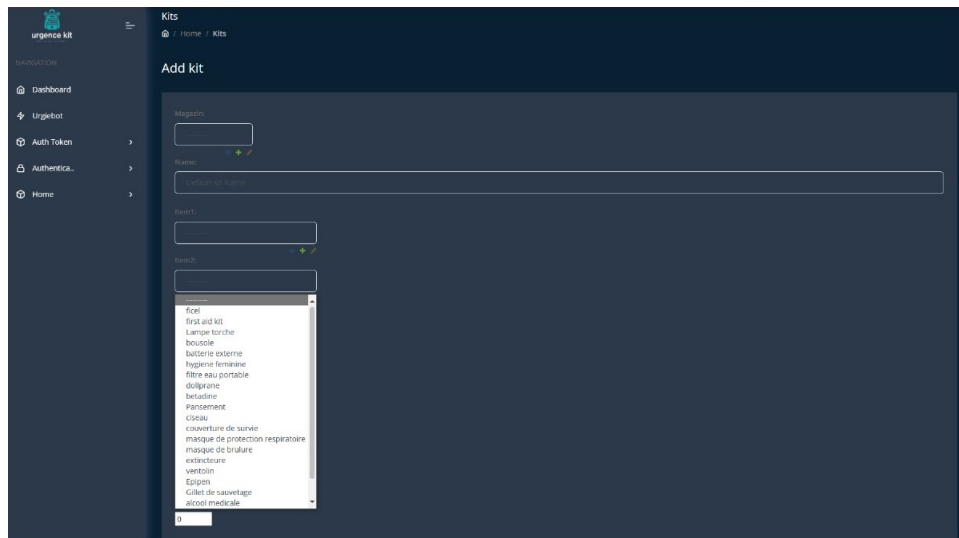 urgence kit
NAVIGATION
Dashboard
Urgiebot
Auth Token
Authentica..
Home
Kits
/ Home / Kits
Add kit
Magazin:
---------
Name:
Item1:
---------
Item2:
---------
---------
ficel
first aid kit
Lampe torche
bousole
batterie externe
hygiene feminine
filtre eau portable
doliprane
betadine
Pansement
ciseau
couverture de survie
masque de protection respiratoire
masque de brulure
extincteure
ventolin
Epipen
Gillet de sauvetage
alcool medicale
0